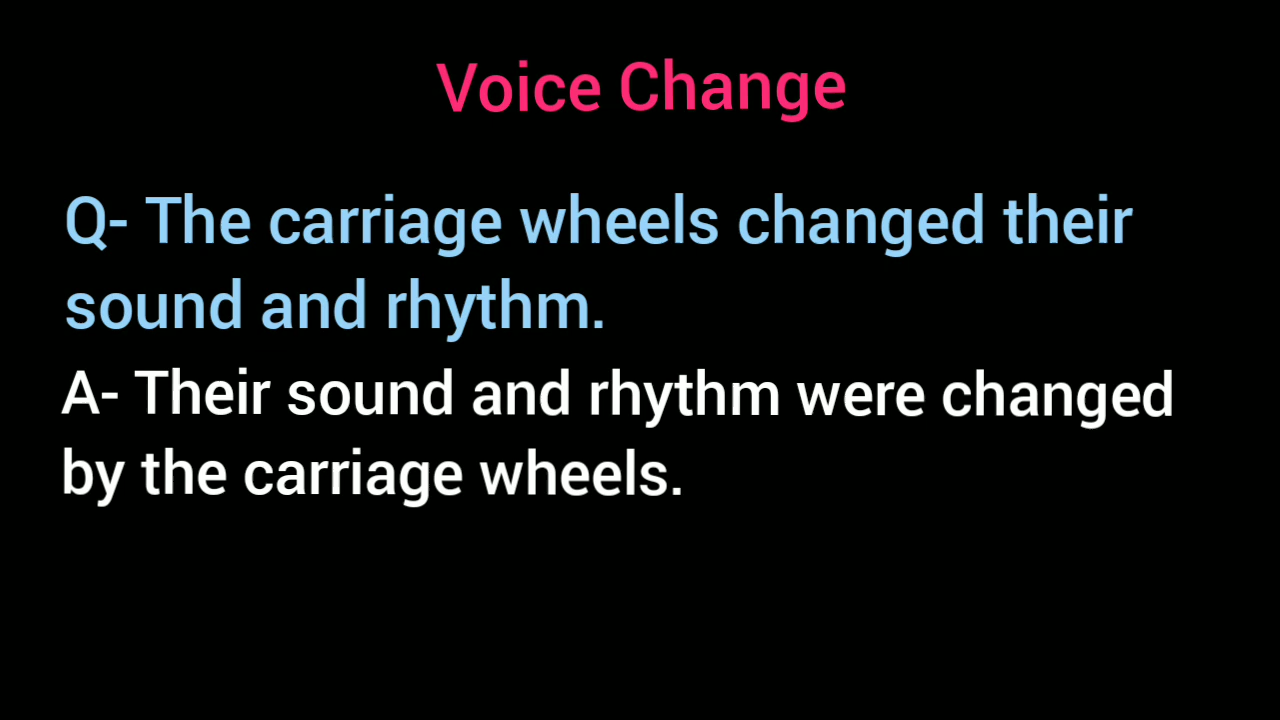 Voice Change
Q- The carriage wheels changed their
sound and rhythm.
A- Their sound and rhythm were changed
by the carriage wheels.